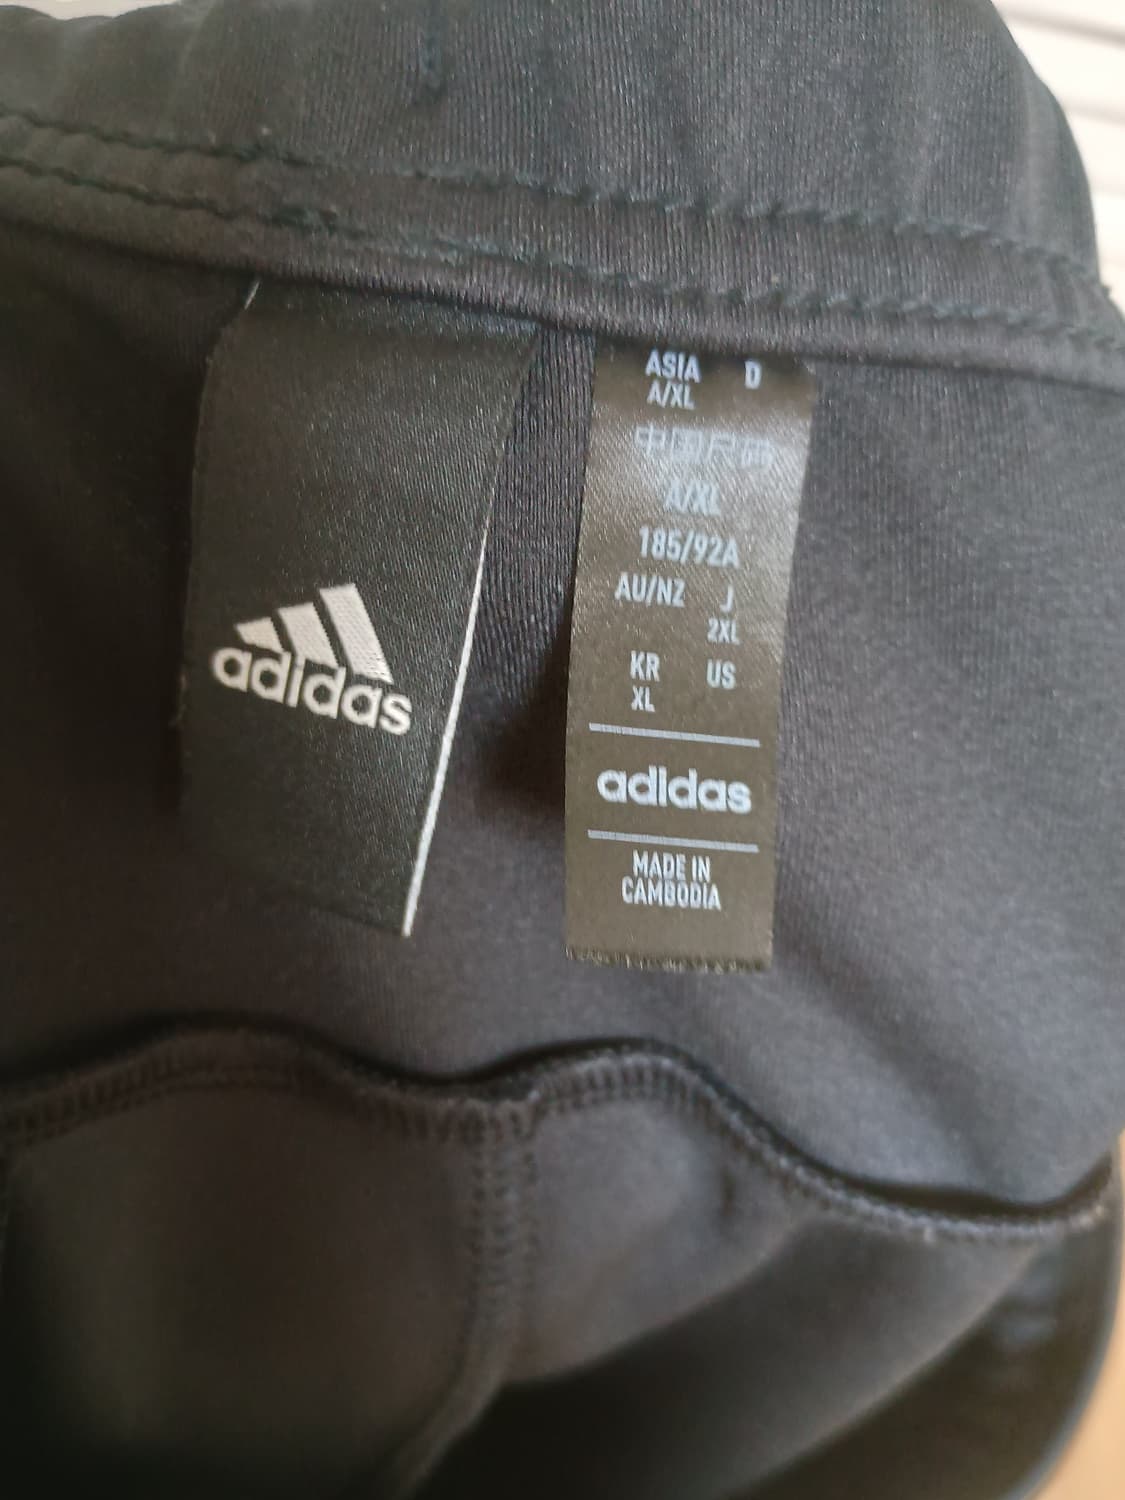 adidas
ASIA D
A/XL
中国尺码
A/XL
185/92A
AU/NZ J
2XL
KR US
XL
adidas
MADE IN
CAMBODIA